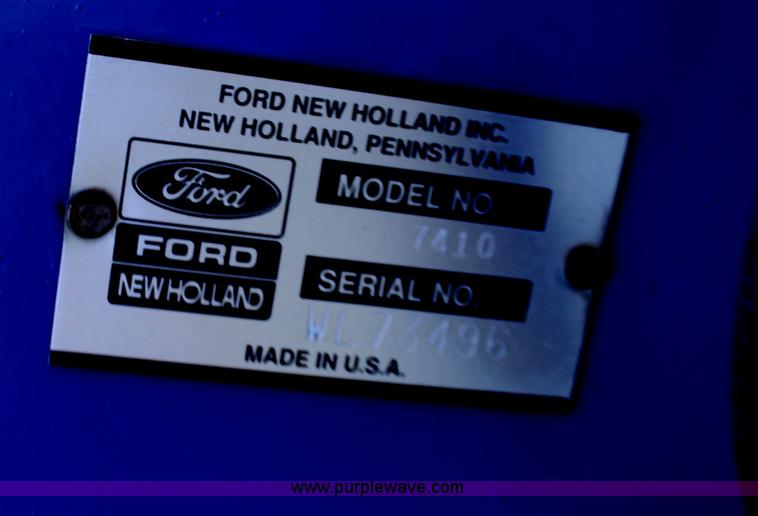 FORD NEW HOLLAND INC.
NEW HOLLAND, PENNSYLVANIA
Ford
FORD
NEW HOLLAND
MODEL NO
7410
SERIAL NO
WL73496
MADE IN U.S.A.
www.purplewave.com